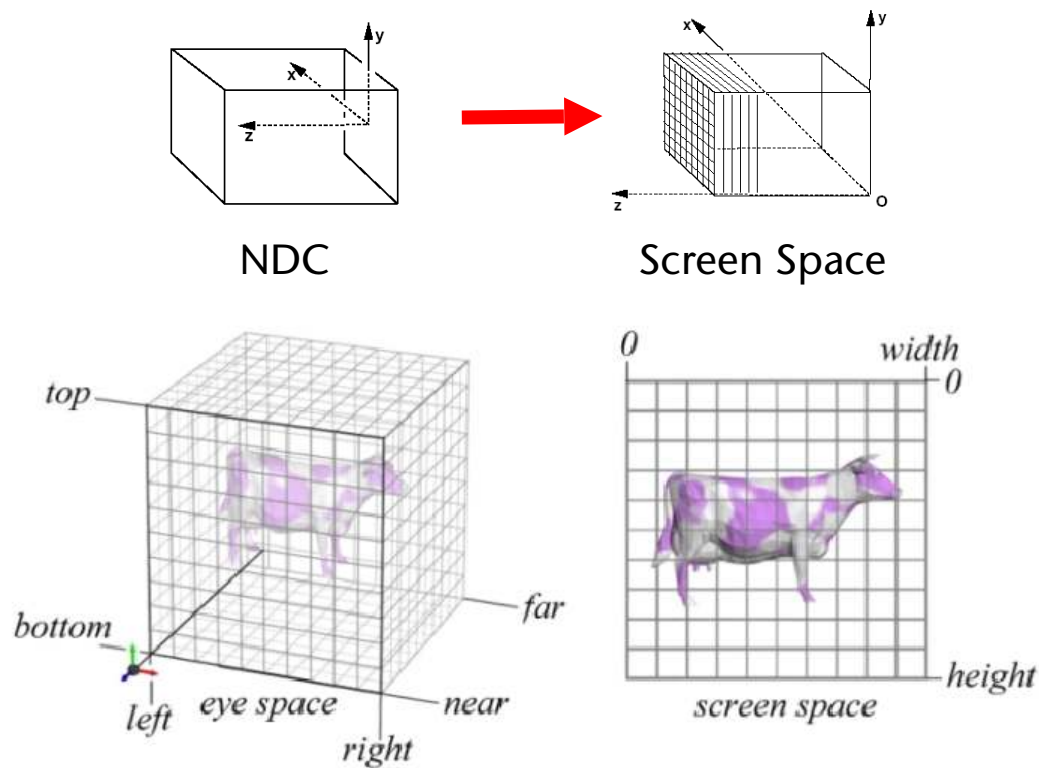 y
x
z
NDC
y
x
z
O
Screen Space
top
bottom
left
eye space
near
far
right
0
width
0
height
screen space